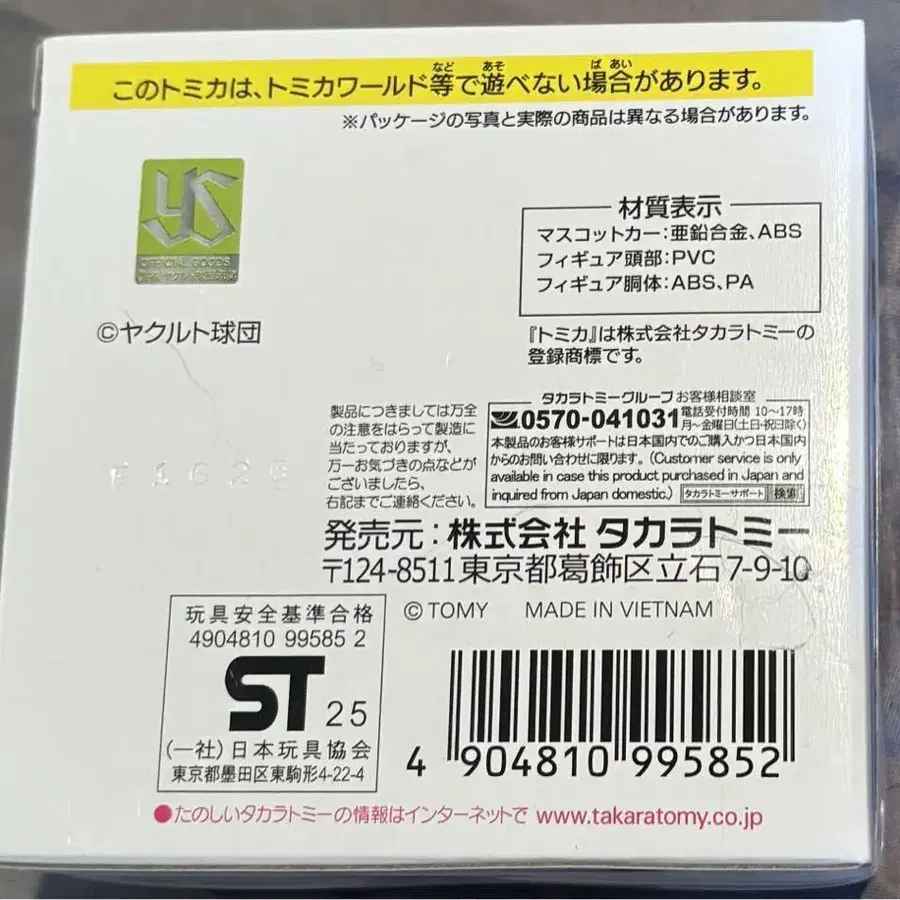 このトミカは、トミカワールド等で遊べない場合があります。
など あそ ば あい
※パッケージの写真と実際の商品は異なる場合があります。
YS
OFFICIAL GOODS
©ヤクルト球団
材質表示
マスコットカー:亜鉛合金、ABS
フィギュア頭部:PVC
フィギュア胴体:ABS、PA
『トミカ』は株式会社タカラトミーの
登録商標です。
製品につきましては万全
の注意をはらって製造に
当たっておりますが、
万一お気づきの点などが
ございましたら、
右記までご連絡ください。
タカラトミーグループ お客様相談室
0570-041031 電話受付時間 10〜17時
月〜金曜日(土日・祝日除く)
本製品のお客様サポートは日本国内でのご購入かつ日本国内
からのお問い合わせに限ります。(Customer service is only
available in case this product purchased in Japan and
inquired from Japan domestic.) タカラトミーサポート 検索
F1G25
発売元:株式会社 タカラトミー
〒124-8511 東京都葛飾区立石7-9-10
©TOMY MADE IN VIETNAM
玩具安全基準合格
4904810 99585 2
ST 25
(一社)日本玩具協会
東京都墨田区東駒形4-22-4
4 904810 995852
●たのしいタカラトミーの情報はインターネットで www.takaratomy.co.jp